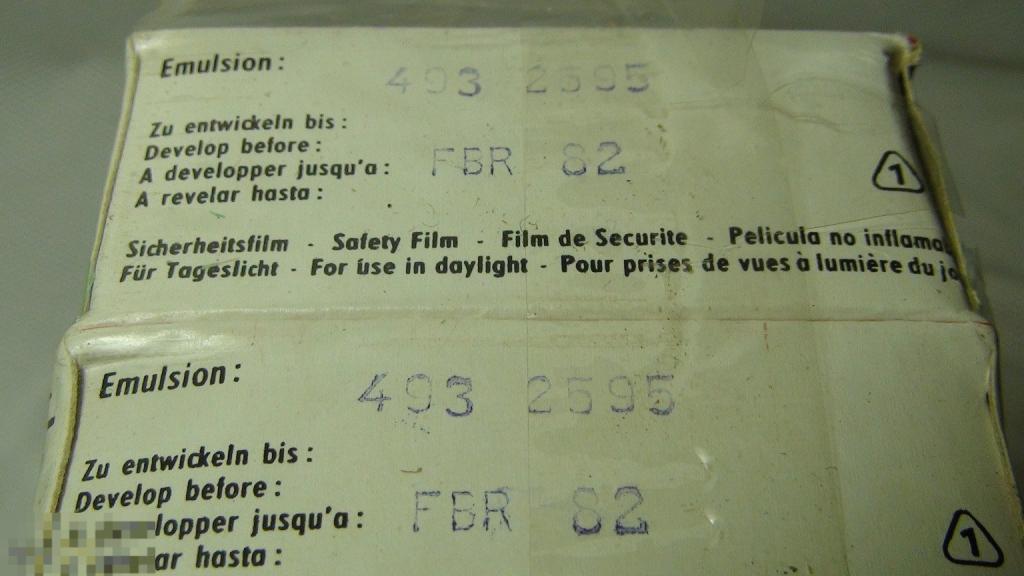 Emulsion: 493 2595
Zu entwickeln bis:
Develop before:
A developper jusqu'a: FBR 82
A revelar hasta:
1
Sicherheitsfilm - Safety Film - Film de Securite - Pelicula no inflama
Für Tageslicht - For use in daylight - Pour prises de vues à lumière du jo
Emulsion: 493 2595
Zu entwickeln bis:
Develop before:
lopper jusqu'a: FBR 82
ar hasta:
1